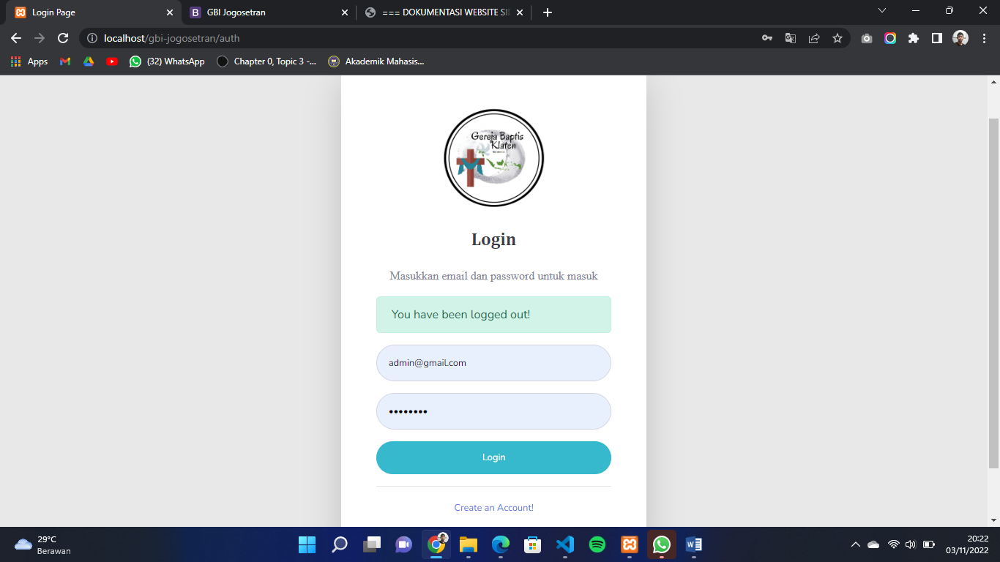 Login Page
GBI Jogosetran
=== DOKUMENTASI WEBSITE SI
localhost/gbi-jogosetran/auth
Apps
(32) WhatsApp
Chapter 0, Topic 3 -...
Akademik Mahasis...
Gereja Baptis
Klaten
Login
Masukkan email dan password untuk masuk
You have been logged out!
admin@gmail.com
••••••••
Login
Create an Account!
29°C
Berawan
20:22
03/11/2022